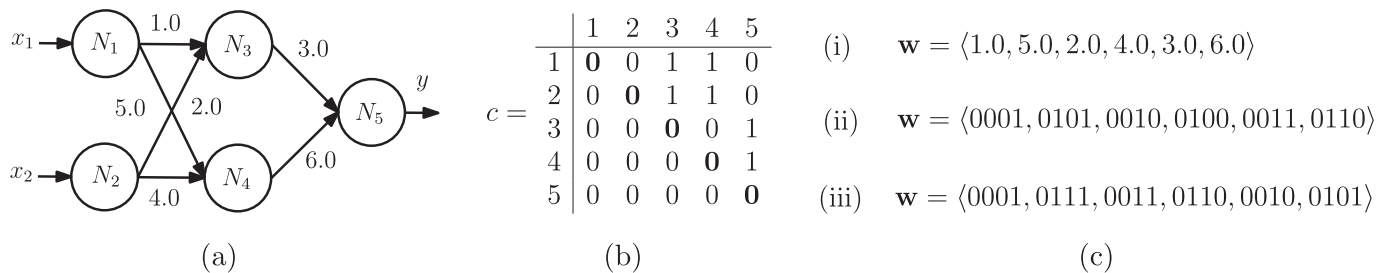 x₁ N₁ 1.0 N₃ 3.0
5.0 2.0 N₅ y
x₂ N₂ 4.0 N₄ 6.0
(a)
1 2 3 4 5
1 0 0 1 1 0
2 0 0 1 1 0
c = 3 0 0 0 0 1
4 0 0 0 0 1
5 0 0 0 0 0
(b)
(i) w = ⟨1.0, 5.0, 2.0, 4.0, 3.0, 6.0⟩
(ii) w = ⟨0001, 0101, 0010, 0100, 0011, 0110⟩
(iii) w = ⟨0001, 0111, 0011, 0110, 0010, 0101⟩
(c)